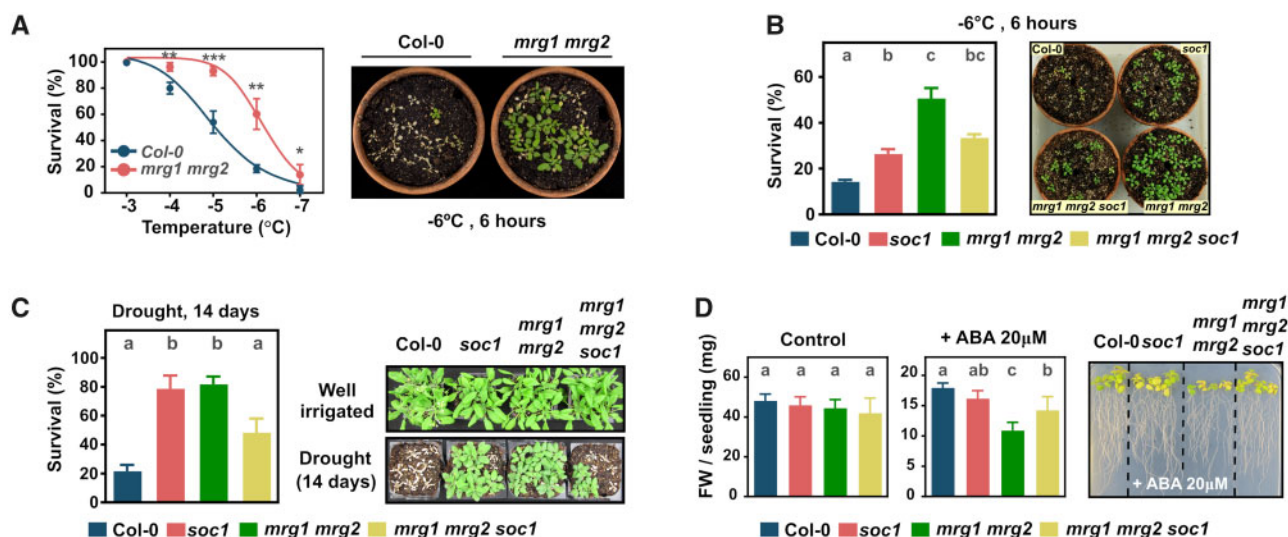 A
Survival (%)
100
80
60
40
20
0
** *** ** *
Col-0
mrg1 mrg2
-3 -4 -5 -6 -7
Temperature (°C)
Col-0 mrg1 mrg2
-6ºC , 6 hours
B
-6°C , 6 hours
Survival (%)
60
40
20
0
a b c bc
Col-0 soc1
mrg1 mrg2 soc1 mrg1 mrg2
Col-0 soc1 mrg1 mrg2 mrg1 mrg2 soc1
C
Drought, 14 days
Survival (%)
100
80
60
40
20
0
a b b a
Col-0 soc1
mrg1
mrg2
mrg1
mrg2
soc1
Well
irrigated
Drought
(14 days)
Col-0 soc1 mrg1 mrg2 mrg1 mrg2 soc1
D
FW / seedling (mg)
Control
60
40
20
0
a a a a
+ ABA 20µM
20
15
10
5
0
a ab c b
Col-0 soc1
mrg1
mrg2
mrg1
mrg2
soc1
+ ABA 20µM
Col-0 soc1 mrg1 mrg2 mrg1 mrg2 soc1